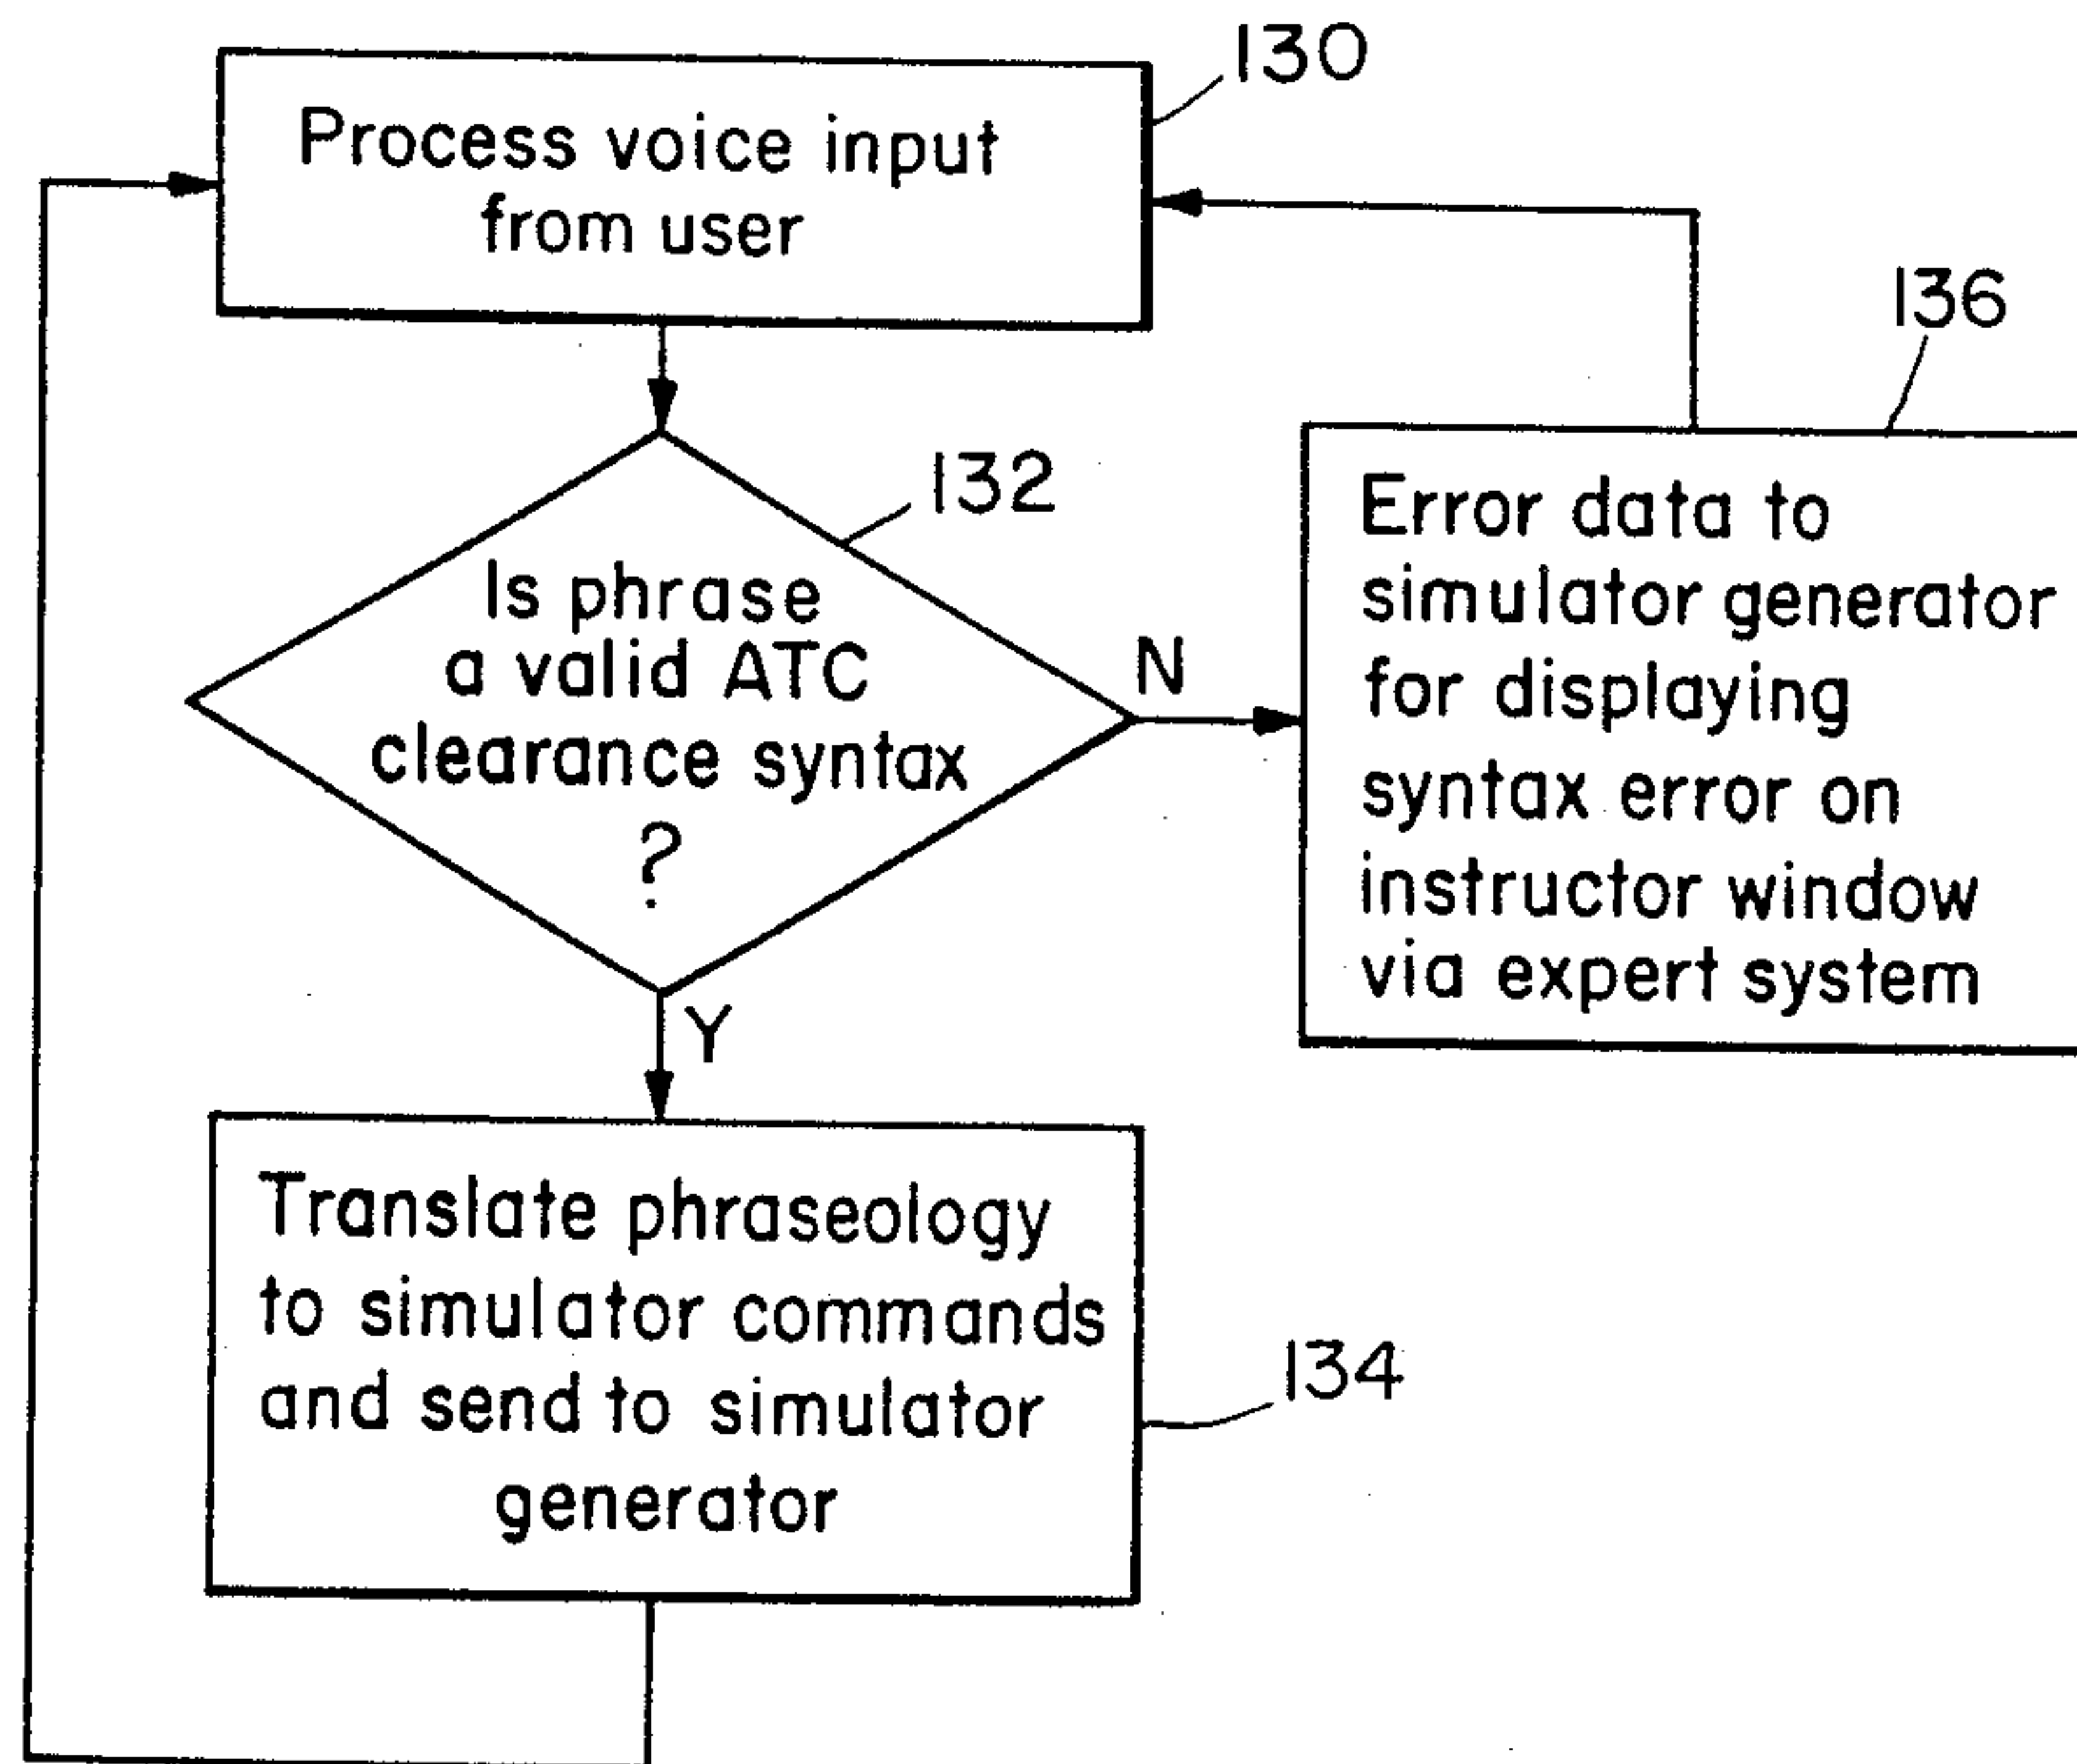 130
Process voice input
from user
132
Is phrase
a valid ATC
clearance syntax
?
N
136
Error data to
simulator generator
for displaying
syntax error on
instructor window
via expert system
Y
Translate phraseology
to simulator commands
and send to simulator
generator
134